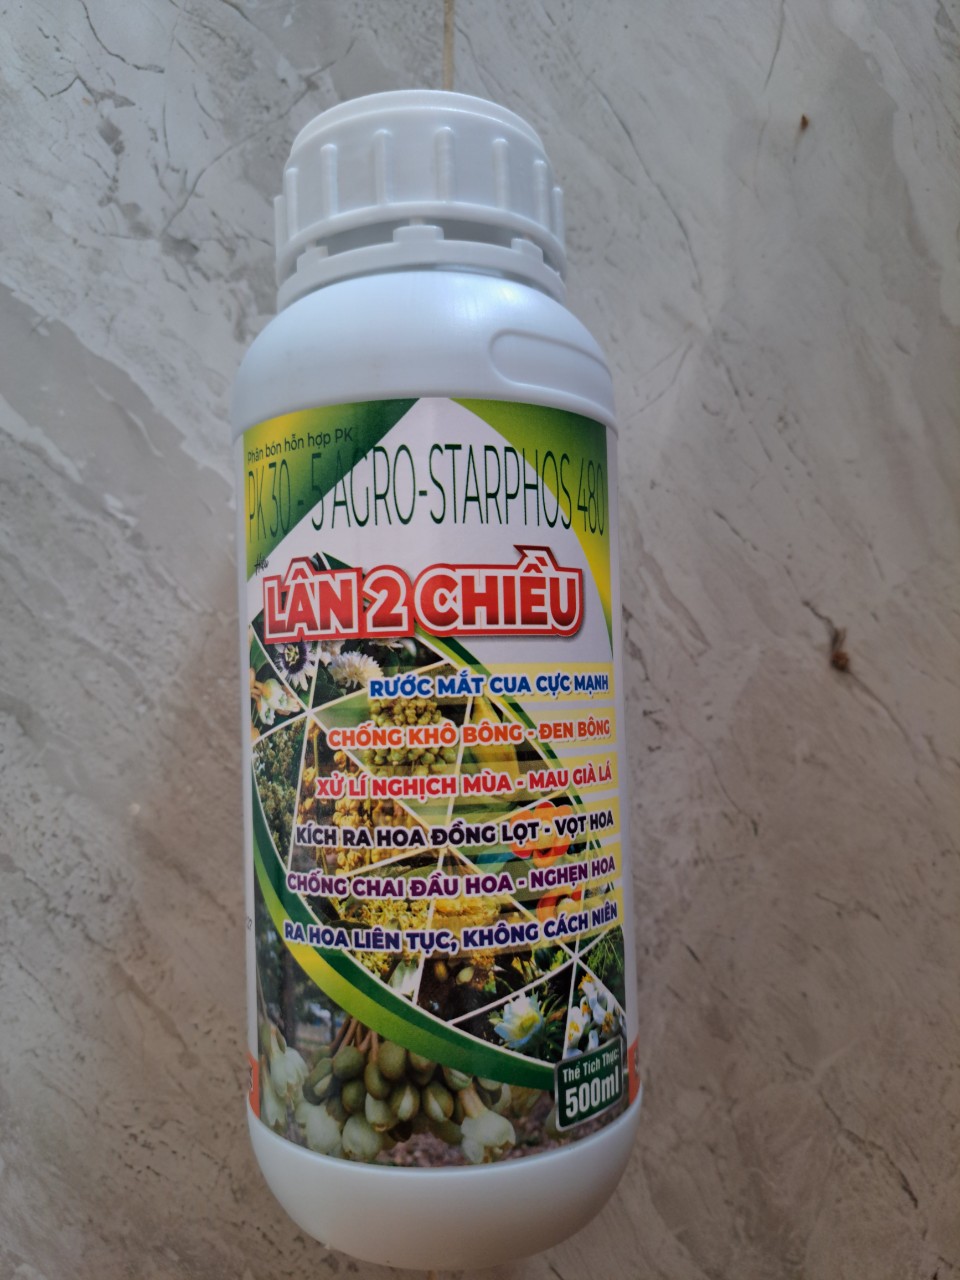 Phân bón hỗn hợp PK
PK 30 - 5 AGRO-STARPHOS 480
Hiệu
LÂN 2 CHIỀU
RƯỚC MẮT CUA CỰC MẠNH
CHỐNG KHÔ BÔNG - ĐEN BÔNG
XỬ LÍ NGHỊCH MÙA - MAU GIÀ LÁ
KÍCH RA HOA ĐỒNG LỌT - VỌT HOA
CHỐNG CHAI ĐẦU HOA - NGHẸN HOA
RA HOA LIÊN TỤC, KHÔNG CÁCH NIÊN
Thể Tích Thực:
500ml